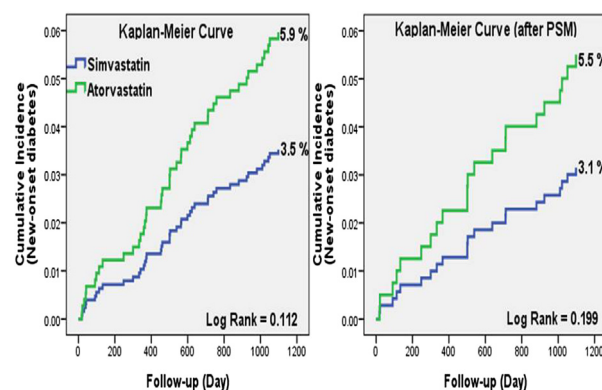 Kaplan-Meier Curve
Simvastatin
Atorvastatin
5.9 %
3.5 %
Log Rank = 0.112
Cumulative Incidence
(New-onset diabetes)
0.06
0.05
0.04
0.03
0.02
0.01
0.00
0 200 400 600 800 1000 1200
Follow-up (Day)
Kaplan-Meier Curve (after PSM)
5.5 %
3.1 %
Log Rank = 0.199
Cumulative Incidence
(New-onset diabetes)
0.06
0.05
0.04
0.03
0.02
0.01
0.00
0 200 400 600 800 1000 1200
Follow-up (Day)